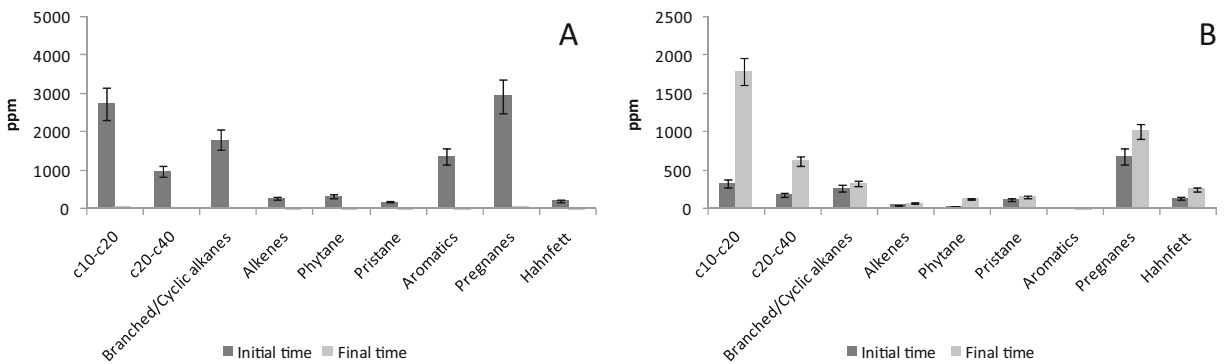 A
ppm
5000
4000
3000
2000
1000
0
c10-c20
c20-c40
Branched/Cyclic alkanes
Alkenes
Phytane
Pristane
Aromatics
Pregnanes
Hahnfett
Initial time
Final time
B
ppm
2500
2000
1500
1000
500
0
c10-c20
c20-c40
Branched/Cyclic alkanes
Alkenes
Phytane
Pristane
Aromatics
Pregnanes
Hahnfett
Initial time
Final time